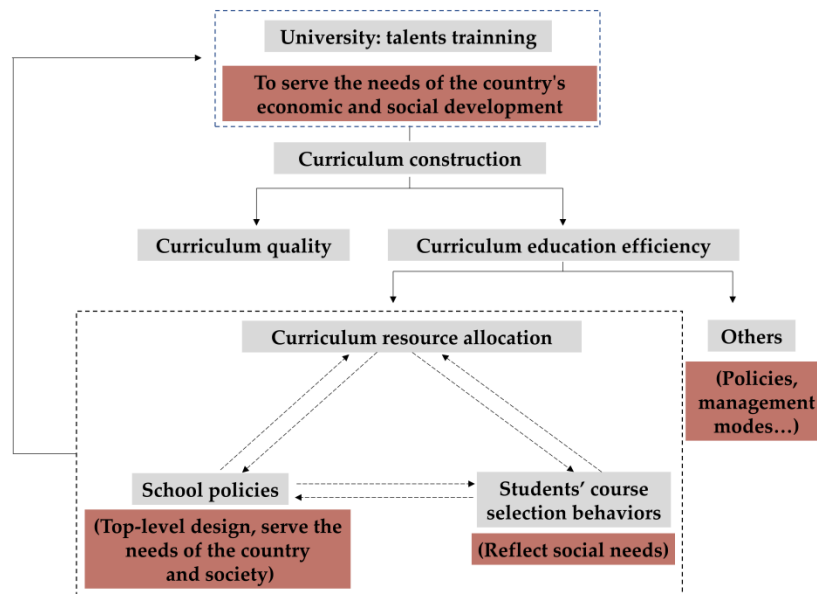 University: talents trainning
To serve the needs of the country's
economic and social development
Curriculum construction
Curriculum quality
Curriculum education efficiency
Curriculum resource allocation
Others
(Policies,
management
modes…)
School policies
(Top-level design, serve the
needs of the country
and society)
Students’ course
selection behaviors
(Reflect social needs)